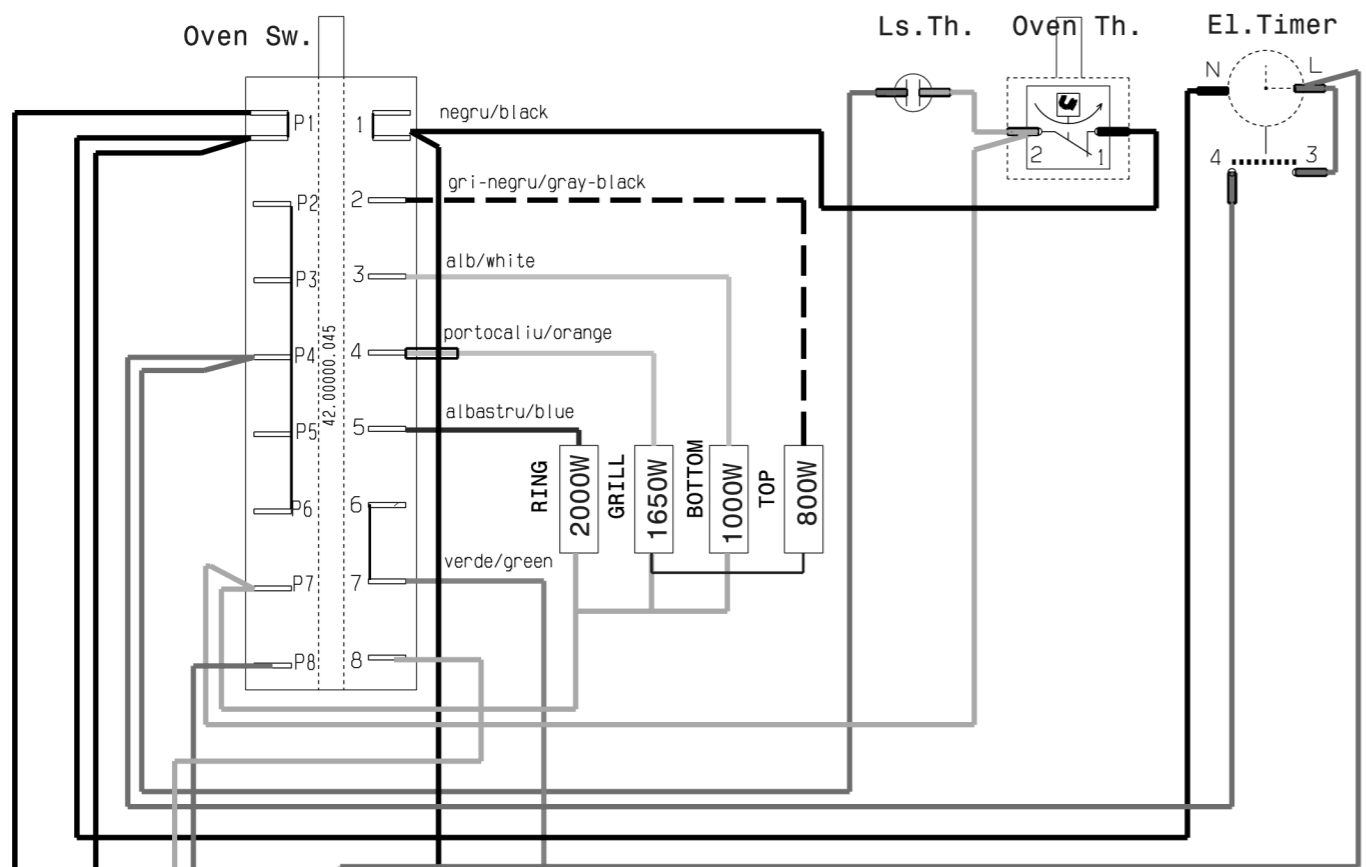 Oven Sw.
Ls.Th.
Oven Th.
El.Timer
N
L
P1
1
negru/black
2
1
4
3
P2
2
gri-negru/gray-black
P3
3
alb/white
42.00000.045
P4
4
portocaliu/orange
P5
5
albastru/blue
RING
2000W
GRILL
1650W
BOTTOM
1000W
TOP
800W
P6
6
P7
7
verde/green
P8
8